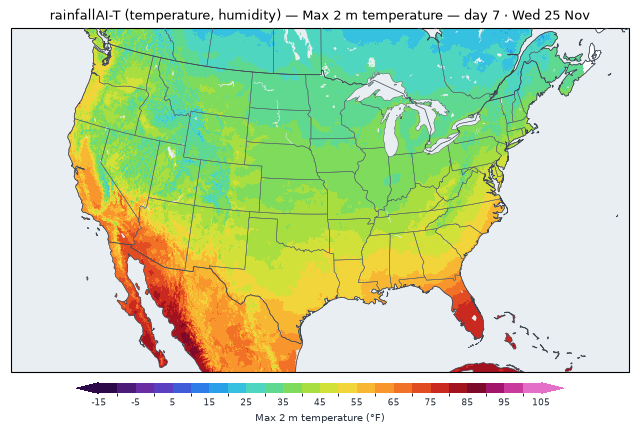 rainfallAI-T (temperature, humidity) — Max 2 m temperature — day 7 · Wed 25 Nov
-15 -5 5 15 25 35 45 55 65 75 85 95 105
Max 2 m temperature (°F)